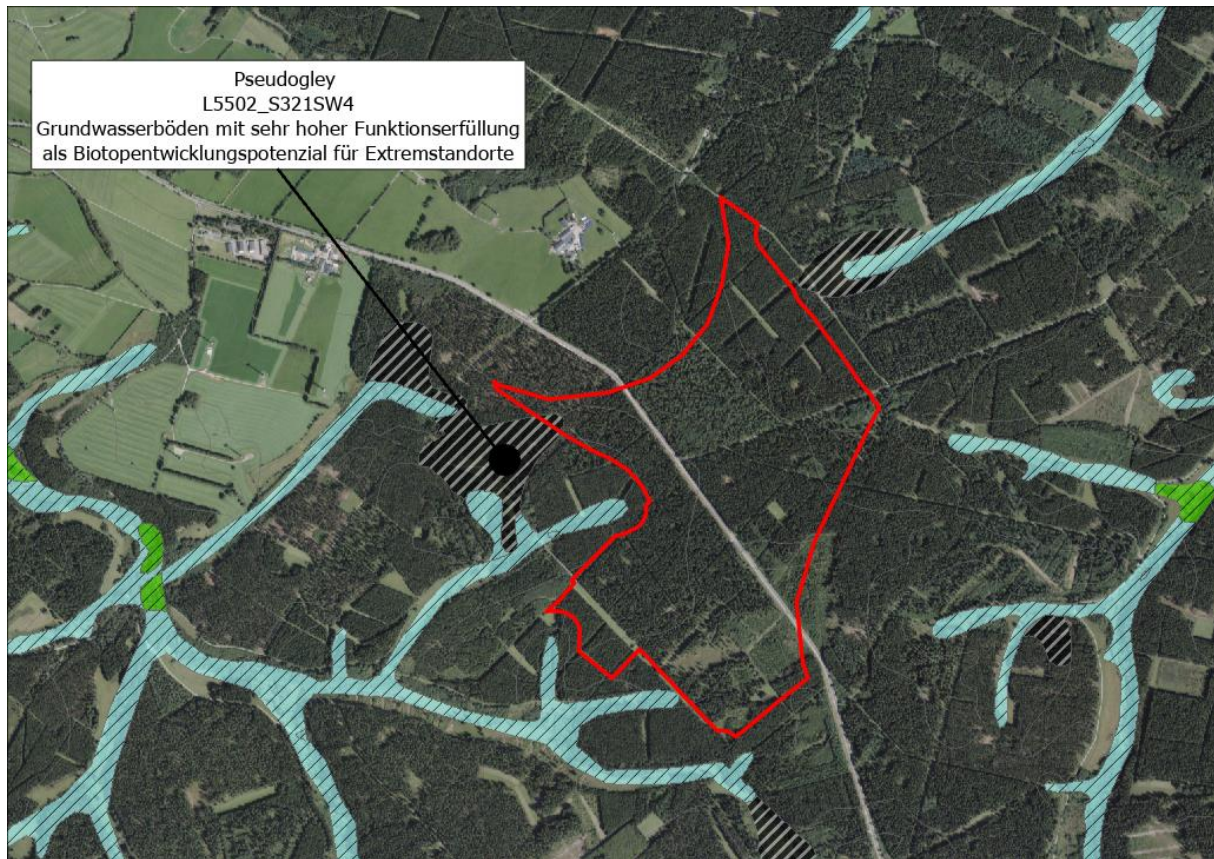 Pseudogley
L5502_S321SW4
Grundwasserböden mit sehr hoher Funktionserfüllung
als Biotopentwicklungspotenzial für Extremstandorte